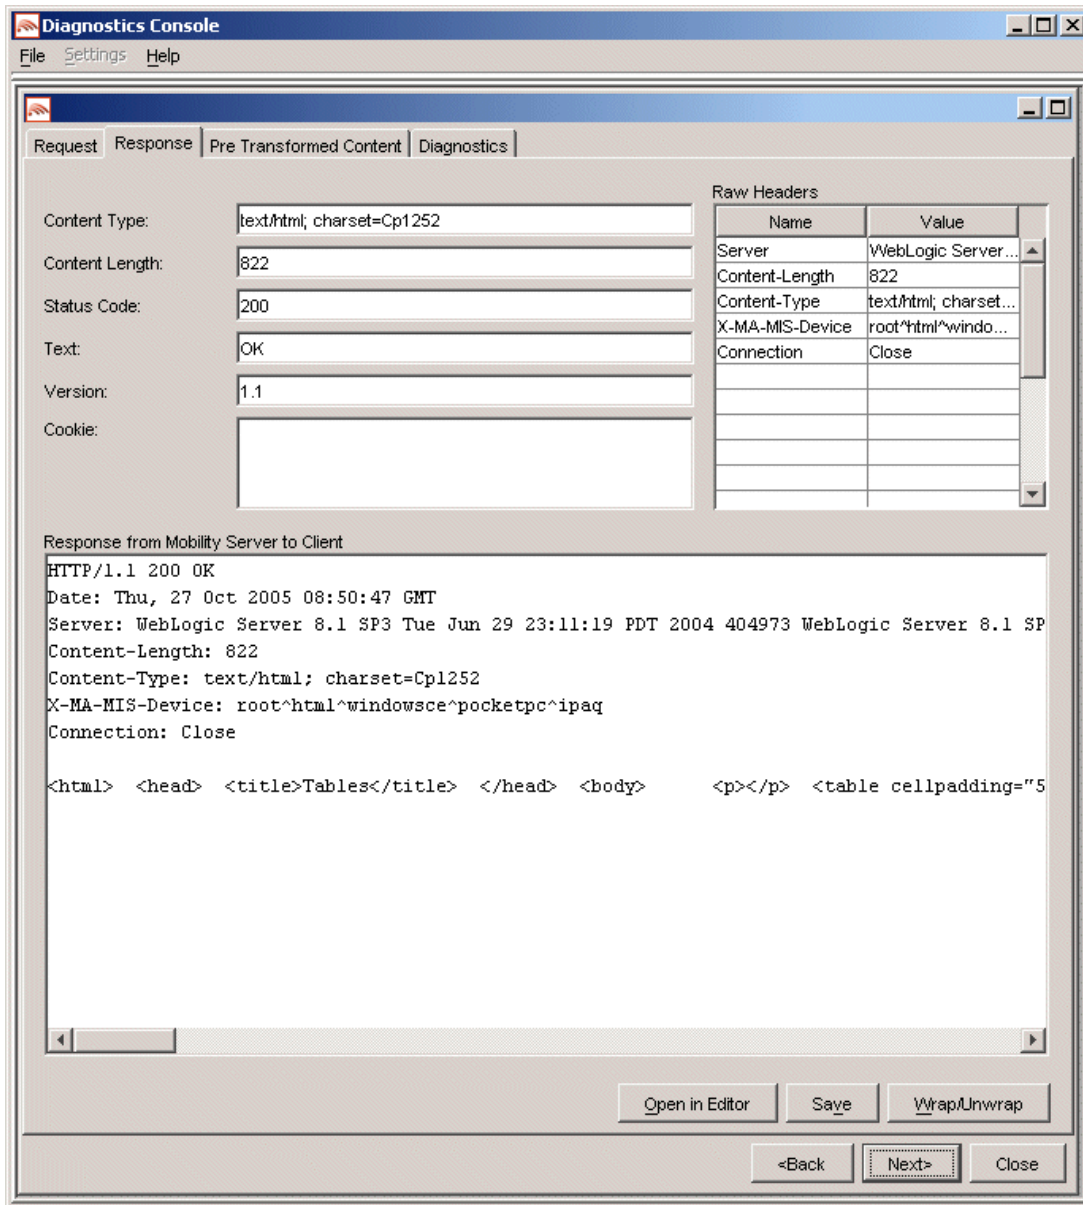 Diagnostics Console
File Settings Help
Request Response Pre Transformed Content Diagnostics
Content Type: text/html; charset=Cp1252
Content Length: 822
Status Code: 200
Text: OK
Version: 1.1
Cookie:
Raw Headers
Name Value
Server WebLogic Server...
Content-Length 822
Content-Type text/html; charset...
X-MA-MIS-Device root^html^windo...
Connection Close
Response from Mobility Server to Client
HTTP/1.1 200 OK
Date: Thu, 27 Oct 2005 08:50:47 GMT
Server: WebLogic Server 8.1 SP3 Tue Jun 29 23:11:19 PDT 2004 404973 WebLogic Server 8.1 SP
Content-Length: 822
Content-Type: text/html; charset=Cp1252
X-MA-MIS-Device: root^html^windowsce^pocketpc^ipaq
Connection: Close
<html>  <head>  <title>Tables</title>  </head>  <body>      <p></p>  <table cellpadding="5
Open in Editor Save Wrap/Unwrap
<Back Next> Close